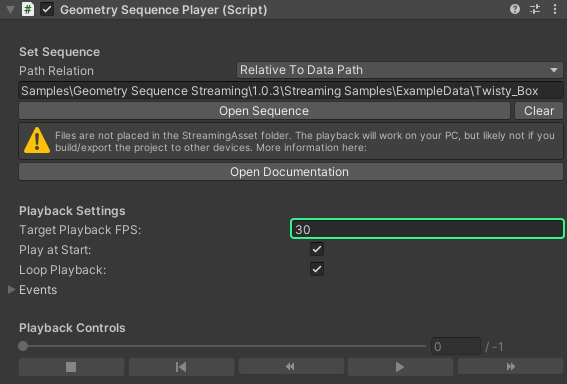 Geometry Sequence Player (Script)
Set Sequence
Path Relation
Relative To Data Path
Samples\Geometry Sequence Streaming\1.0.3\Streaming Samples\ExampleData\Twisty_Box
Open Sequence
Clear
Files are not placed in the StreamingAsset folder. The playback will work on your PC, but likely not if you
build/export the project to other devices. More information here:
Open Documentation
Playback Settings
Target Playback FPS:
30
Play at Start:
Loop Playback:
Events
Playback Controls
0
/ -1